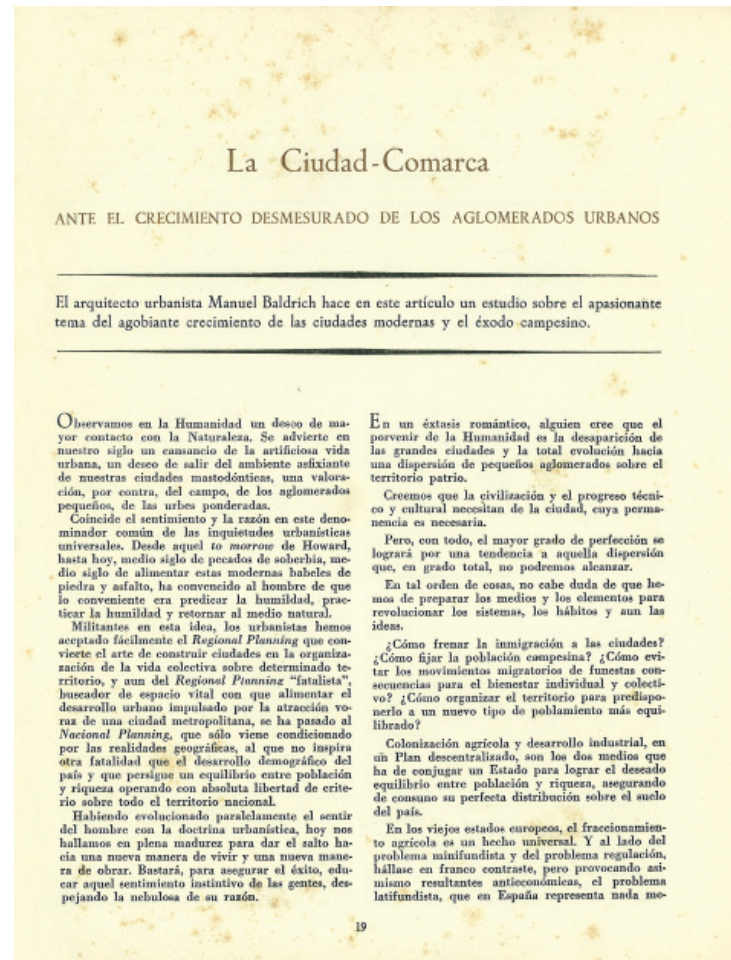 La Ciudad-Comarca
ANTE EL CRECIMIENTO DESMESURADO DE LOS AGLOMERADOS URBANOS
El arquitecto urbanista Manuel Baldrich hace en este artículo un estudio sobre el apasionante
tema del agobiante crecimiento de las ciudades modernas y el éxodo campesino.
Observamos en la Humanidad un deseo de ma-
yor contacto con la Naturaleza. Se advierte en
nuestro siglo un cansancio de la artificiosa vida
urbana, un deseo de salir del ambiente asfixiante
de nuestras ciudades mastodónticas, una valora-
ción, por contra, del campo, de los aglomerados
pequeños, de las urbes ponderadas.
Coincide el sentimiento y la razón en este deno-
minador común de las inquietudes urbanísticas
universales. Desde aquel to morrow de Howard,
hasta hoy, medio siglo de pecados de soberbia, me-
dio siglo de alimentar estas modernas babeles de
piedra y asfalto, ha convencido al hombre de que
lo conveniente era predicar la humildad, prac-
ticar la humildad y retornar al medio natural.
Militantes en esta idea, los urbanistas hemos
aceptado fácilmente el Regional Planning que con-
vierte el arte de construir ciudades en la organiza-
zación de la vida colectiva sobre determinado te-
rritorio, y aun del Regional Planning “fatalista”,
buscador de espacio vital con que alimentar el
desarrollo urbano impulsado por la atracción vo-
raz de una ciudad metropolitana, se ha pasado al
Nacional Planning, que sólo viene condicionado
por las realidades geográficas, al que no inspira
otra fatalidad que el desarrollo demográfico del
país y que persigue un equilibrio entre población
y riqueza operando con absoluta libertad de crite-
rio sobre todo el territorio nacional.
Habiendo evolucionado paralelamente el sentir
del hombre con la doctrina urbanística, hoy nos
hallamos en plena madurez para dar el salto ha-
cia una nueva manera de vivir y una nueva mane-
ra de obrar. Bastará, para asegurar el éxito, edu-
car aquel sentimiento instintivo de las gentes, des-
pejando la nebulosa de su razón.
En un éxtasis romántico, alguien cree que el
porvenir de la Humanidad es la desaparición de
las grandes ciudades y la total evolución hacia
una dispersión de pequeños aglomerados sobre el
territorio patrio.
Creemos que la civilización y el progreso técni-
co y cultural necesitan de la ciudad, cuya perma-
nencia es necesaria.
Pero, con todo, el mayor grado de perfección se
logrará por una tendencia a aquella dispersión
que, en grado total, no podremos alcanzar.
En tal orden de cosas, no cabe duda de que he-
mos de preparar los medios y los elementos para
revolucionar los sistemas, los hábitos y aun las
ideas.
¿Cómo frenar la inmigración a las ciudades?
¿Cómo fijar la población campesina? ¿Cómo evi-
tar los movimientos migratorios de funestas con-
secuencias para el bienestar individual y colecti-
vo? ¿Cómo organizar el territorio para predispo-
nerlo a un nuevo tipo de poblamiento más equi-
librado?
Colonización agrícola y desarrollo industrial, en
un Plan descentralizado, son los dos medios que
ha de conjugar un Estado para lograr el deseado
equilibrio entre población y riqueza, asegurando
de consuno su perfecta distribución sobre el suelo
del país.
En los viejos estados europeos, el fraccionamien-
to agrícola es un hecho universal. Y al lado del
problema minifundista y del problema regulación,
hállase en franco contraste, pero provocando asi-
mismo resultantes antieconómicas, el problema
latifundista, que en España representa nada me-
19